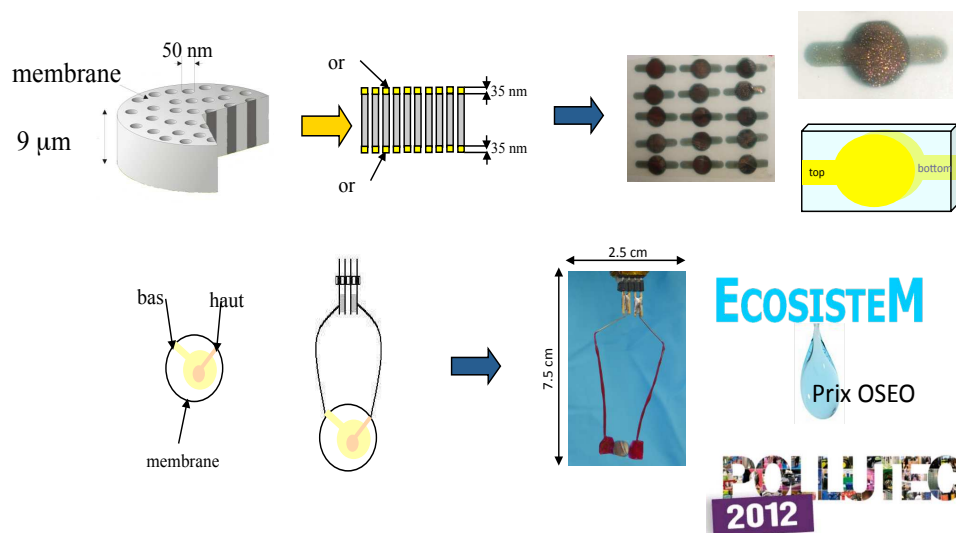 50 nm
membrane
9 μm
or
35 nm
35 nm
or
top
bottom
bas
haut
membrane
2.5 cm
7.5 cm
ECOSISTEM
Prix OSEO
POLLUTEC
2012